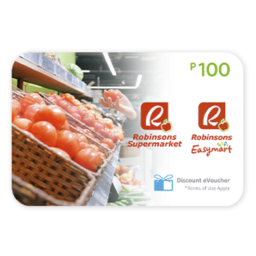 ₱100
R
Robinsons
Supermarket
R
Robinsons
Easymart
Discount eVoucher
*Terms of Use Apply